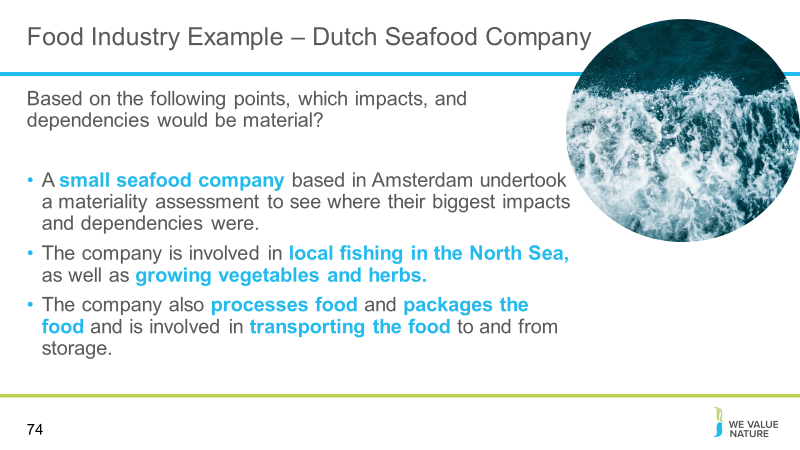 Food Industry Example – Dutch Seafood Company
Based on the following points, which impacts, and
dependencies would be material?
• A small seafood company based in Amsterdam undertook
a materiality assessment to see where their biggest impacts
and dependencies were.
• The company is involved in local fishing in the North Sea,
as well as growing vegetables and herbs.
• The company also processes food and packages the
food and is involved in transporting the food to and from
storage.
74
WE VALUE
NATURE